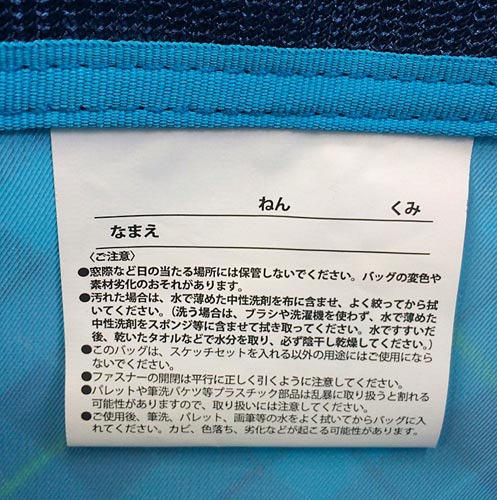 ねん くみ
なまえ
〈ご注意〉
●窓際など日の当たる場所には保管しないでください。バッグの変色や
素材劣化のおそれがあります。
●汚れた場合は、水で薄めた中性洗剤を布に含ませ、よく絞ってから拭
いてください。（洗う場合は、ブラシや洗濯機を使わず、水で薄めた
中性洗剤をスポンジ等に含ませて拭き取ってください。水ですすいだ
後、乾いたタオルなどで水分を取り、必ず陰干し乾燥してください。）
●このバッグは、スケッチセットを入れる以外の用途にはご使用になら
ないでください。
●ファスナーの開閉は平行に正しく引くように注意してください。
●パレットや筆洗バケツ等プラスチック部品は乱暴に取り扱うと割れる
可能性がありますので、取り扱いには注意してください。
●ご使用後、筆洗、パレット、画筆等の水をよく拭いてからバッグに入
れてください。カビ、色落ち、劣化などが起こる可能性があります。